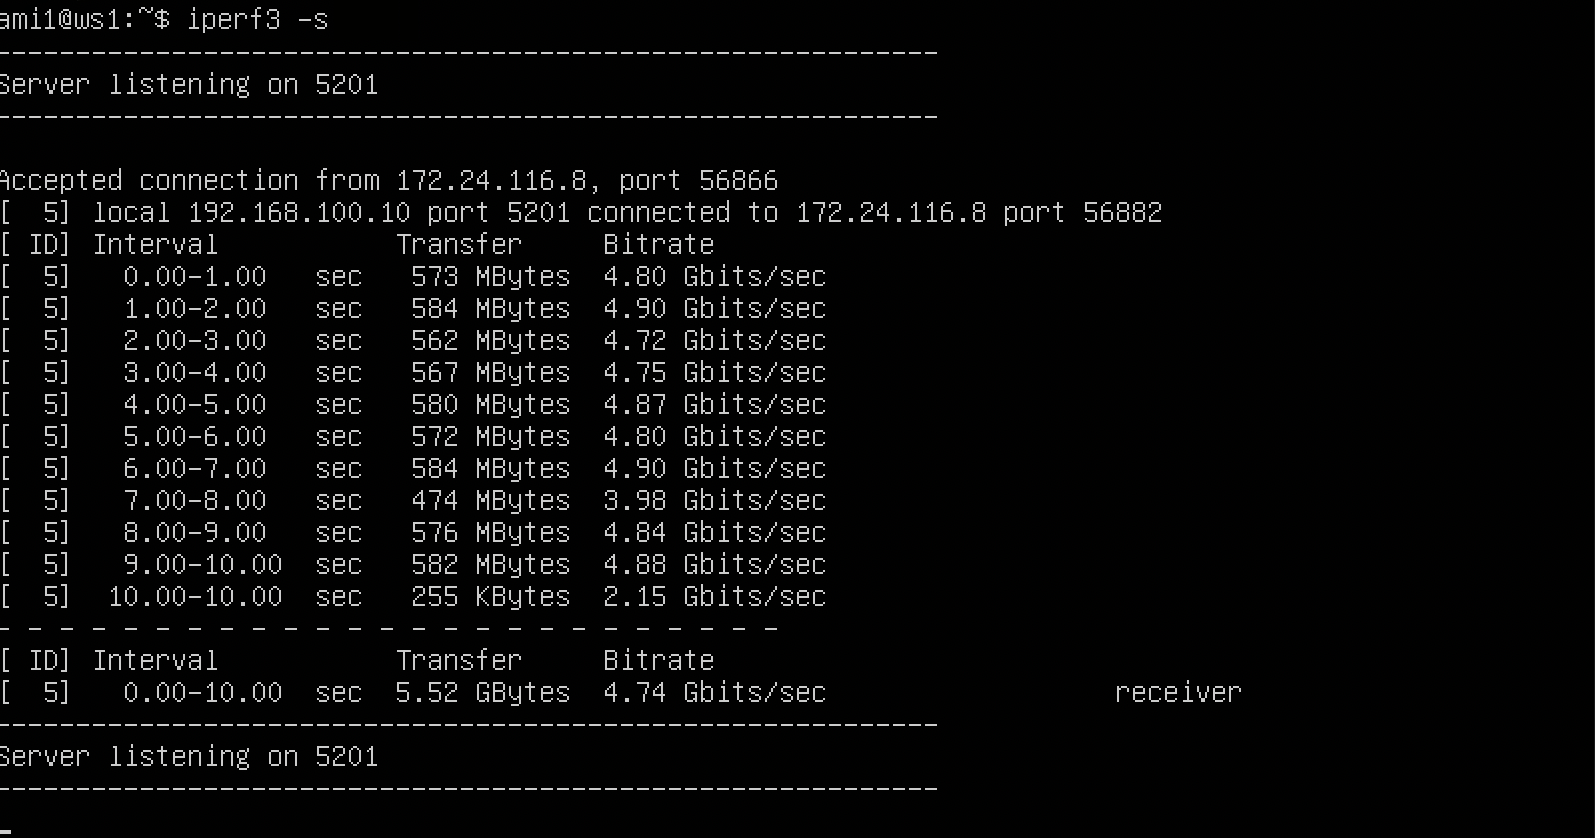 ami1@ws1:~$ iperf3 -s
-----------------------------------------------------------
Server listening on 5201
-----------------------------------------------------------
Accepted connection from 172.24.116.8, port 56866
[  5] local 192.168.100.10 port 5201 connected to 172.24.116.8 port 56882
[ ID] Interval           Transfer     Bitrate
[  5]   0.00-1.00   sec   573 MBytes  4.80 Gbits/sec
[  5]   1.00-2.00   sec   584 MBytes  4.90 Gbits/sec
[  5]   2.00-3.00   sec   562 MBytes  4.72 Gbits/sec
[  5]   3.00-4.00   sec   567 MBytes  4.75 Gbits/sec
[  5]   4.00-5.00   sec   580 MBytes  4.87 Gbits/sec
[  5]   5.00-6.00   sec   572 MBytes  4.80 Gbits/sec
[  5]   6.00-7.00   sec   584 MBytes  4.90 Gbits/sec
[  5]   7.00-8.00   sec   474 MBytes  3.98 Gbits/sec
[  5]   8.00-9.00   sec   576 MBytes  4.84 Gbits/sec
[  5]   9.00-10.00  sec   582 MBytes  4.88 Gbits/sec
[  5]  10.00-10.00  sec   255 KBytes  2.15 Gbits/sec
- - - - - - - - - - - - - - - - - - - - - - - - -
[ ID] Interval           Transfer     Bitrate
[  5]   0.00-10.00  sec  5.52 GBytes  4.74 Gbits/sec                  receiver
-----------------------------------------------------------
Server listening on 5201
-----------------------------------------------------------